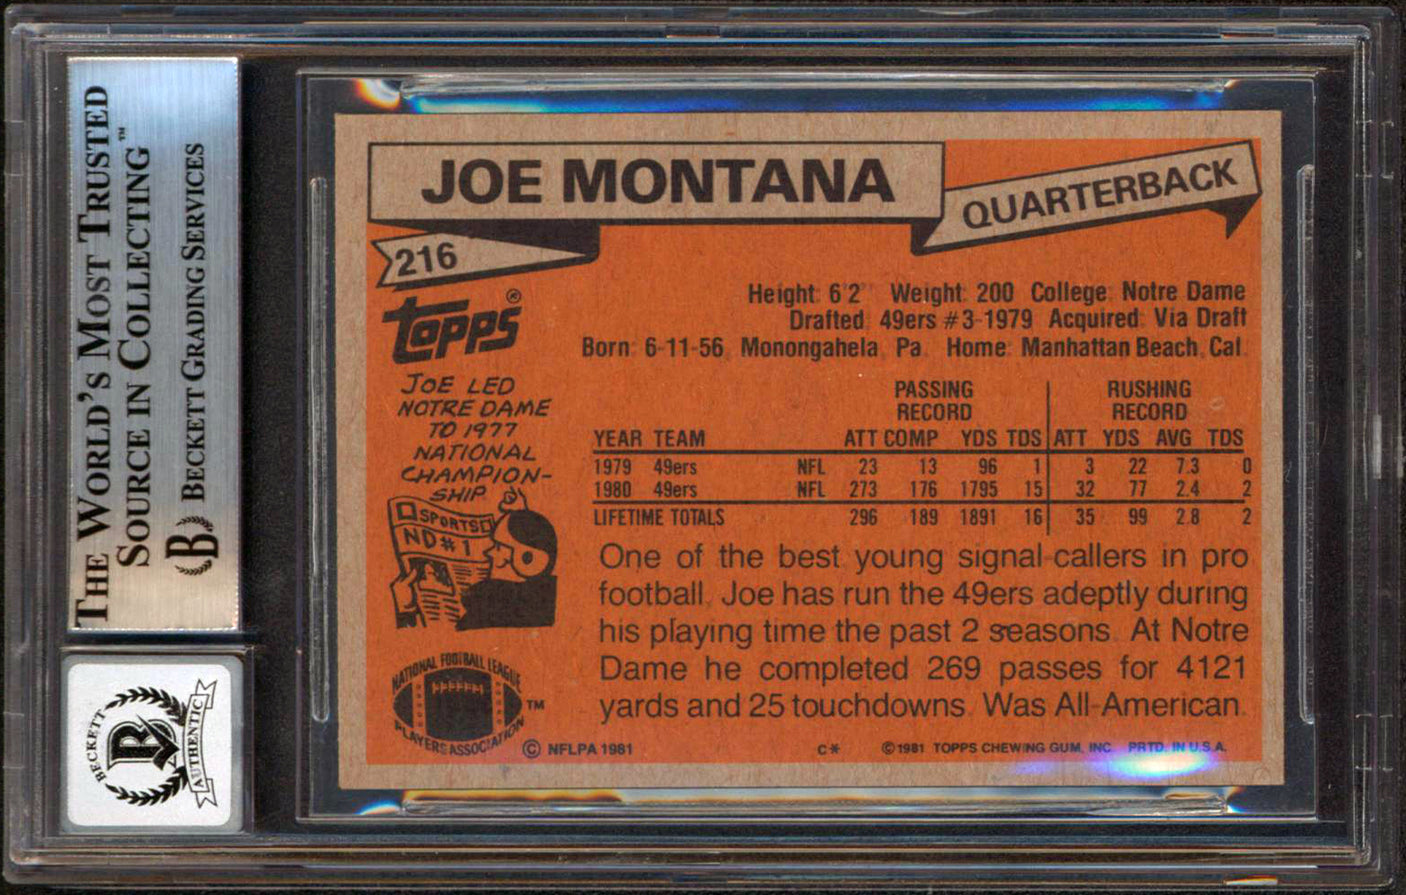 THE WORLD'S MOST TRUSTED
SOURCE IN COLLECTING™
BECKETT GRADING SERVICES
B
BECKETT
B
AUTHENTIC
JOE MONTANA
QUARTERBACK
216
Topps®
Height: 6'2" Weight: 200 College: Notre Dame
Drafted: 49ers #3-1979 Acquired: Via Draft
Born: 6-11-56, Monongahela, Pa. Home: Manhattan Beach, Cal.
JOE LED
NOTRE DAME
TO 1977
NATIONAL
CHAMPION-
SHIP.
SPORTS
ND#1
PASSING RUSHING
RECORD RECORD
YEAR TEAM ATT COMP YDS TDS ATT YDS AVG TDS
1979 49ers NFL 23 13 96 1 3 22 7.3 0
1980 49ers NFL 273 176 1795 15 32 77 2.4 2
LIFETIME TOTALS 296 189 1891 16 35 99 2.8 2
One of the best young signal-callers in pro
football, Joe has run the 49ers adeptly during
his playing time the past 2 seasons. At Notre
Dame he completed 269 passes for 4121
yards and 25 touchdowns. Was All-American.
NATIONAL FOOTBALL LEAGUE
PLAYERS ASSOCIATION
™
© NFLPA 1981
C*
© 1981 TOPPS CHEWING GUM, INC. PRTD. IN U.S.A.